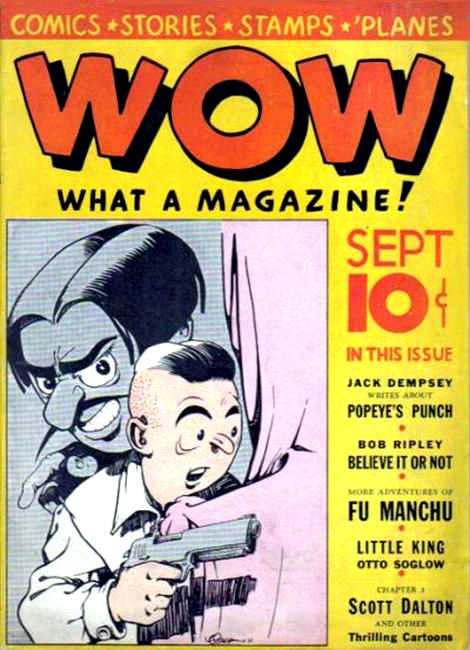 COMICS ★ STORIES ★ STAMPS ★ 'PLANES
WOW
WHAT A MAGAZINE!
SEPT
10¢
IN THIS ISSUE
JACK DEMPSEY
WRITES ABOUT
POPEYE'S PUNCH
BOB RIPLEY
BELIEVE IT OR NOT
MORE ADVENTURES OF
FU MANCHU
LITTLE KING
OTTO SOGLOW
CHAPTER 3
SCOTT DALTON
AND OTHER
Thrilling Cartoons